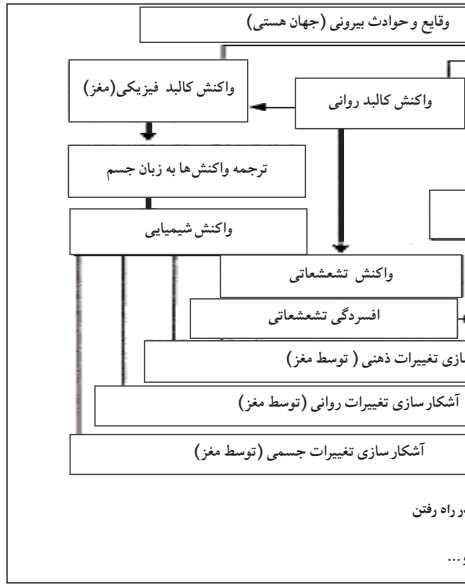 وقایع و حوادث بیرونی (جهان هستی)
واکنش کالبد روانی
واکنش کالبد فیزیکی(مغز)
ترجمه واکنش‌ها به زبان جسم
واکنش شیمیایی
واکنش تشعشعاتی
افسردگی تشعشعاتی
سازی تغییرات ذهنی ( توسط مغز)
آشکار سازی تغییرات روانی (توسط مغز)
آشکار سازی تغییرات جسمی (توسط مغز)
راه رفتن
و...